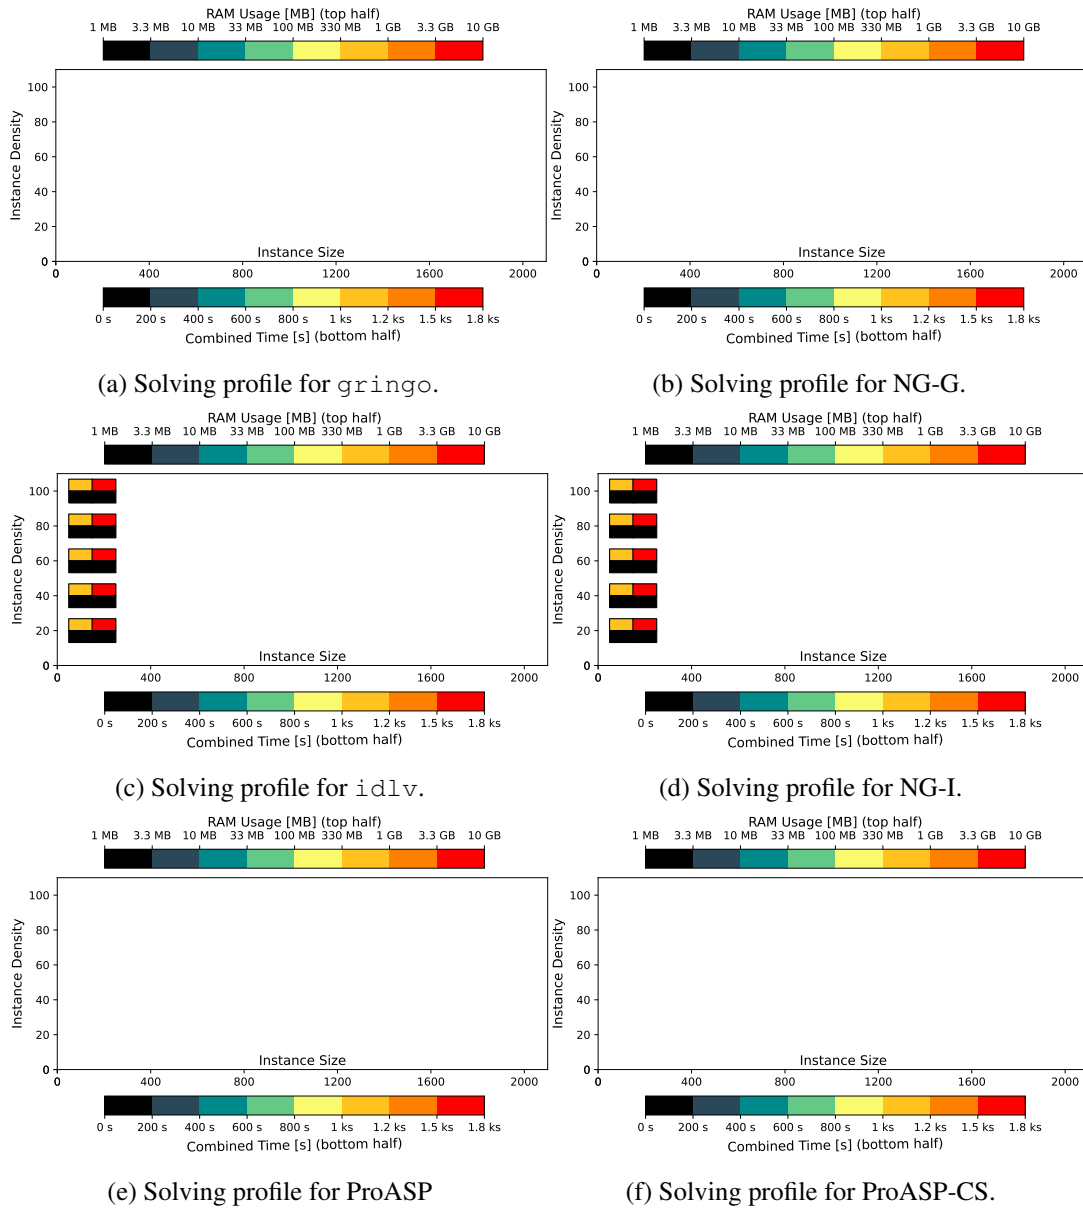 RAM Usage [MB] (top half)
1 MB 3.3 MB 10 MB 33 MB 100 MB 330 MB 1 GB 3.3 GB 10 GB
Instance Density
100
80
60
40
20
0
Instance Size
0 400 800 1200 1600 2000
0 s 200 s 400 s 600 s 800 s 1 ks 1.2 ks 1.5 ks 1.8 ks
Combined Time [s] (bottom half)
(a) Solving profile for gringo.
RAM Usage [MB] (top half)
1 MB 3.3 MB 10 MB 33 MB 100 MB 330 MB 1 GB 3.3 GB 10 GB
Instance Density
100
80
60
40
20
0
Instance Size
0 400 800 1200 1600 2000
0 s 200 s 400 s 600 s 800 s 1 ks 1.2 ks 1.5 ks 1.8 ks
Combined Time [s] (bottom half)
(b) Solving profile for NG-G.
RAM Usage [MB] (top half)
1 MB 3.3 MB 10 MB 33 MB 100 MB 330 MB 1 GB 3.3 GB 10 GB
Instance Density
100
80
60
40
20
0
Instance Size
0 400 800 1200 1600 2000
0 s 200 s 400 s 600 s 800 s 1 ks 1.2 ks 1.5 ks 1.8 ks
Combined Time [s] (bottom half)
(c) Solving profile for idlv.
RAM Usage [MB] (top half)
1 MB 3.3 MB 10 MB 33 MB 100 MB 330 MB 1 GB 3.3 GB 10 GB
Instance Density
100
80
60
40
20
0
Instance Size
0 400 800 1200 1600 2000
0 s 200 s 400 s 600 s 800 s 1 ks 1.2 ks 1.5 ks 1.8 ks
Combined Time [s] (bottom half)
(d) Solving profile for NG-I.
RAM Usage [MB] (top half)
1 MB 3.3 MB 10 MB 33 MB 100 MB 330 MB 1 GB 3.3 GB 10 GB
Instance Density
100
80
60
40
20
0
Instance Size
0 400 800 1200 1600 2000
0 s 200 s 400 s 600 s 800 s 1 ks 1.2 ks 1.5 ks 1.8 ks
Combined Time [s] (bottom half)
(e) Solving profile for ProASP
RAM Usage [MB] (top half)
1 MB 3.3 MB 10 MB 33 MB 100 MB 330 MB 1 GB 3.3 GB 10 GB
Instance Density
100
80
60
40
20
0
Instance Size
0 400 800 1200 1600 2000
0 s 200 s 400 s 600 s 800 s 1 ks 1.2 ks 1.5 ks 1.8 ks
Combined Time [s] (bottom half)
(f) Solving profile for ProASP-CS.